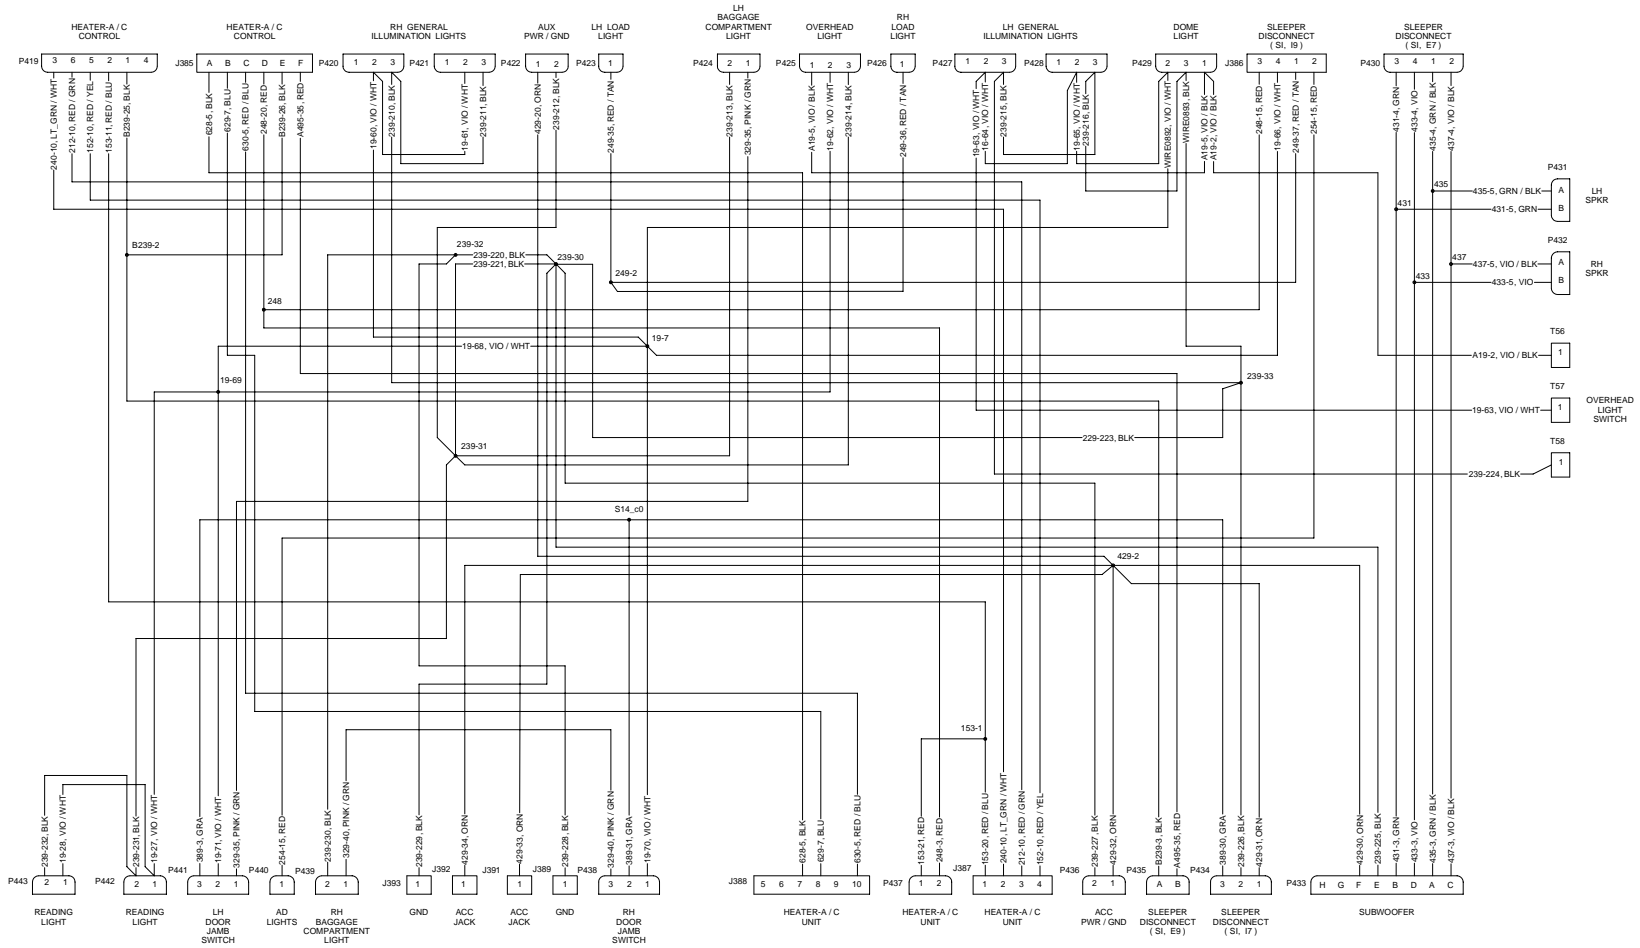 HEATER-A / C
CONTROL
HEATER-A / C
CONTROL
RH GENERAL
ILLUMINATION LIGHTS
AUX
PWR / GND
LH LOAD
LIGHT
LH
BAGGAGE
COMPARTMENT
LIGHT
OVERHEAD
LIGHT
RH
LOAD
LIGHT
LH GENERAL
ILLUMINATION LIGHTS
DOME
LIGHT
SLEEPER
DISCONNECT
( SI, I9 )
SLEEPER
DISCONNECT
( SI, E7 )
P419 3 6 5 2 1 4
J385 A B C D E F
P420 1 2 3
P421 1 2 3
P422 1 2
P423 1
P424 2 1
P425 1 2 3
P426 1
P427 1 2 3
P428 1 2 3
P429 2 3 1
J386 3 4 1 2
P430 3 4 1 2
240-10, LT_GRN / WHT
212-10, RED / GRN
152-10, RED / YEL
153-11, RED / BLU
B239-25, BLK
628-5, BLK
629-7, BLU
630-5, RED / BLU
248-20, RED
B239-26, BLK
A495-35, RED
19-60, VIO / WHT
239-210, BLK
19-61, VIO / WHT
239-211, BLK
429-20, ORN
239-212, BLK
249-35, RED / TAN
239-213, BLK
329-35, PINK / GRN
A19-5, VIO / BLK
19-62, VIO / WHT
239-214, BLK
249-36, RED / TAN
19-63, VIO / WHT
16-64, VIO / WHT
239-215, BLK
19-65, VIO / WHT
239-216, BLK
WIRE0892, VIO / WHT
WIRE0893, BLK
A19-5, VIO / BLK
A19-2, VIO / BLK
248-15, RED
19-66, VIO / WHT
249-37, RED / TAN
254-15, RED
431-4, GRN
433-4, VIO
435-4, GRN / BLK
437-4, VIO / BLK
P431
435
435-5, GRN / BLK A
LH
SPKR
431
431-5, GRN B
P432
437
437-5, VIO / BLK A
RH
SPKR
433
433-5, VIO B
B239-2
239-32
239-220, BLK
239-221, BLK
239-30
249-2
248
19-7
19-68, VIO / WHT
T56
A19-2, VIO / BLK 1
19-69
239-33
T57
19-63, VIO / WHT 1
OVERHEAD
LIGHT
SWITCH
229-223, BLK
239-31
T58
239-224, BLK 1
S14_c0
429-2
153-1
239-232, BLK
19-28, VIO / WHT
239-231, BLK
19-27, VIO / WHT
389-3, GRA
19-71, VIO / WHT
329-35, PINK / GRN
254-15, RED
239-230, BLK
329-40, PINK / GRN
239-229, BLK
429-34, ORN
429-33, ORN
239-228, BLK
329-40, PINK / GRN
389-31, GRA
19-70, VIO / WHT
628-5, BLK
629-7, BLU
630-5, RED / BLU
153-21, RED
248-3, RED
153-20, RED / BLU
240-10, LT_GRN / WHT
212-10, RED / GRN
152-10, RED / YEL
239-227, BLK
429-32, ORN
B239-3, BLK
A495-35, RED
389-30, GRA
239-226, BLK
429-31, ORN
429-30, ORN
239-225, BLK
431-3, GRN
433-3, VIO
435-3, GRN / BLK
437-3, VIO / BLK
P443 2 1
P442 2 1
P441 3 2 1
P440 1
P439 2 1
J393 1
J392 1
J391 1
J389 1
P438 3 2 1
J388 5 6 7 8 9 10
P437 1 2
J387 1 2 3 4
P436 2 1
P435 A B
P434 3 2 1
P433 H G F E B D A C
READING
LIGHT
READING
LIGHT
LH
DOOR
JAMB
SWITCH
AD
LIGHTS
RH
BAGGAGE
COMPARTMENT
LIGHT
GND
ACC
JACK
ACC
JACK
GND
RH
DOOR
JAMB
SWITCH
HEATER-A / C
UNIT
HEATER-A / C
UNIT
HEATER-A / C
UNIT
ACC
PWR / GND
SLEEPER
DISCONNECT
( SI, E9 )
SLEEPER
DISCONNECT
( SI, I7 )
SUBWOOFER